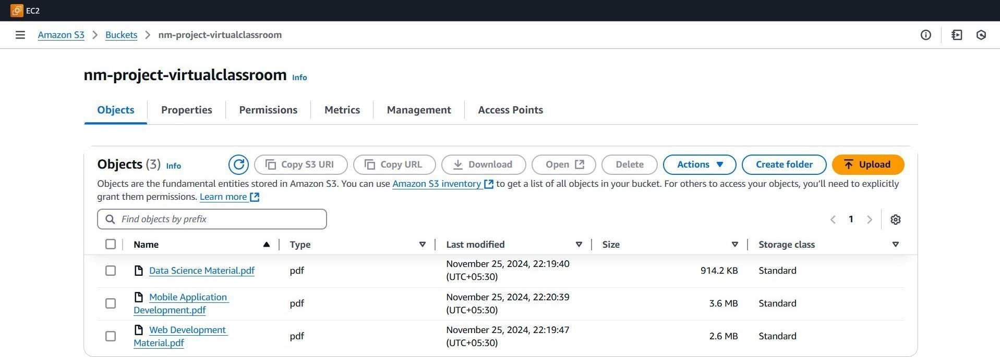 EC2
Amazon S3 > Buckets > nm-project-virtualclassroom
nm-project-virtualclassroom Info
Objects Properties Permissions Metrics Management Access Points
Objects (3) Info Copy S3 URI Copy URL Download Open Delete Actions Create folder Upload
Objects are the fundamental entities stored in Amazon S3. You can use Amazon S3 inventory to get a list of all objects in your bucket. For others to access your objects, you’ll need to explicitly
grant them permissions. Learn more
Find objects by prefix
1
Name Type Last modified Size Storage class
Data Science Material.pdf pdf November 25, 2024, 22:19:40 (UTC+05:30) 914.2 KB Standard
Mobile Application Development.pdf pdf November 25, 2024, 22:20:39 (UTC+05:30) 3.6 MB Standard
Web Development Material.pdf pdf November 25, 2024, 22:19:47 (UTC+05:30) 2.6 MB Standard